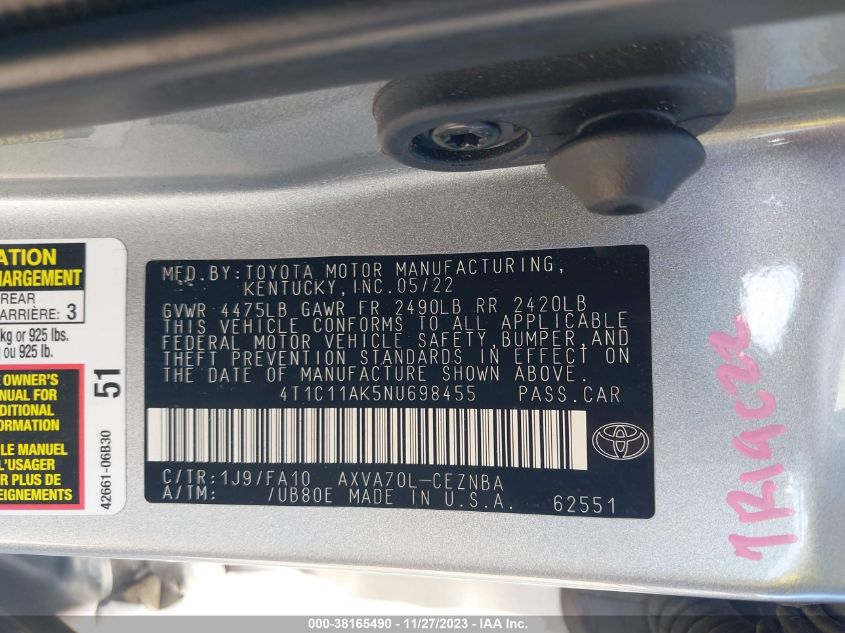 ATION
HARGEMENT
REAR
ARRIÈRE: 3
kg or 925 lbs.
ou 925 lb.
OWNER'S
NUAL FOR
DITIONAL
ORMATION
LE MANUEL
L'USAGER
R PLUS DE
EIGNEMENTS
51
42661-06B30
MFD.BY:TOYOTA MOTOR MANUFACTURING,
KENTUCKY, INC.05/22
GVWR 4475LB GAWR FR 2490LB RR 2420LB
THIS VEHICLE CONFORMS TO ALL APPLICABLE
FEDERAL MOTOR VEHICLE SAFETY,BUMPER,AND
THEFT PREVENTION STANDARDS IN EFFECT ON
THE DATE OF MANUFACTURE SHOWN ABOVE.
4T1C11AK5NU698455 PASS.CAR
C/TR:1J9/FA10 AXVA70L-CEZNBA
A/TM: /UB80E MADE IN U.S.A. 62551
7R19C22
000-38165490 - 11/27/2023 - IAA Inc.